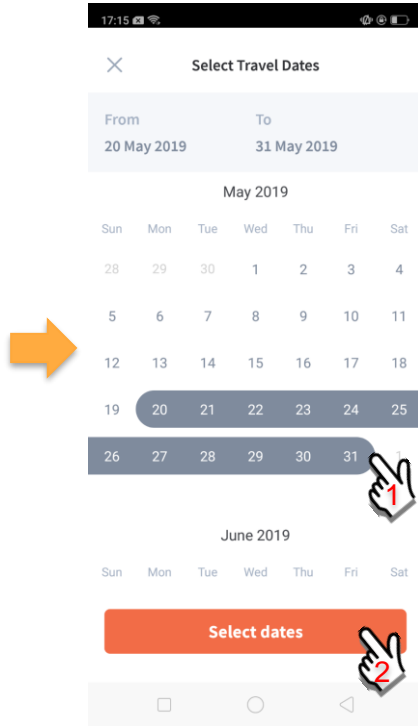 17:15
Select Travel Dates
From To
20 May 2019 31 May 2019
May 2019
Sun Mon Tue Wed Thu Fri Sat
28 29 30 1 2 3 4
5 6 7 8 9 10 11
12 13 14 15 16 17 18
19 20 21 22 23 24 25
26 27 28 29 30 31 1
1
June 2019
Sun Mon Tue Wed Thu Fri Sat
Select dates
2